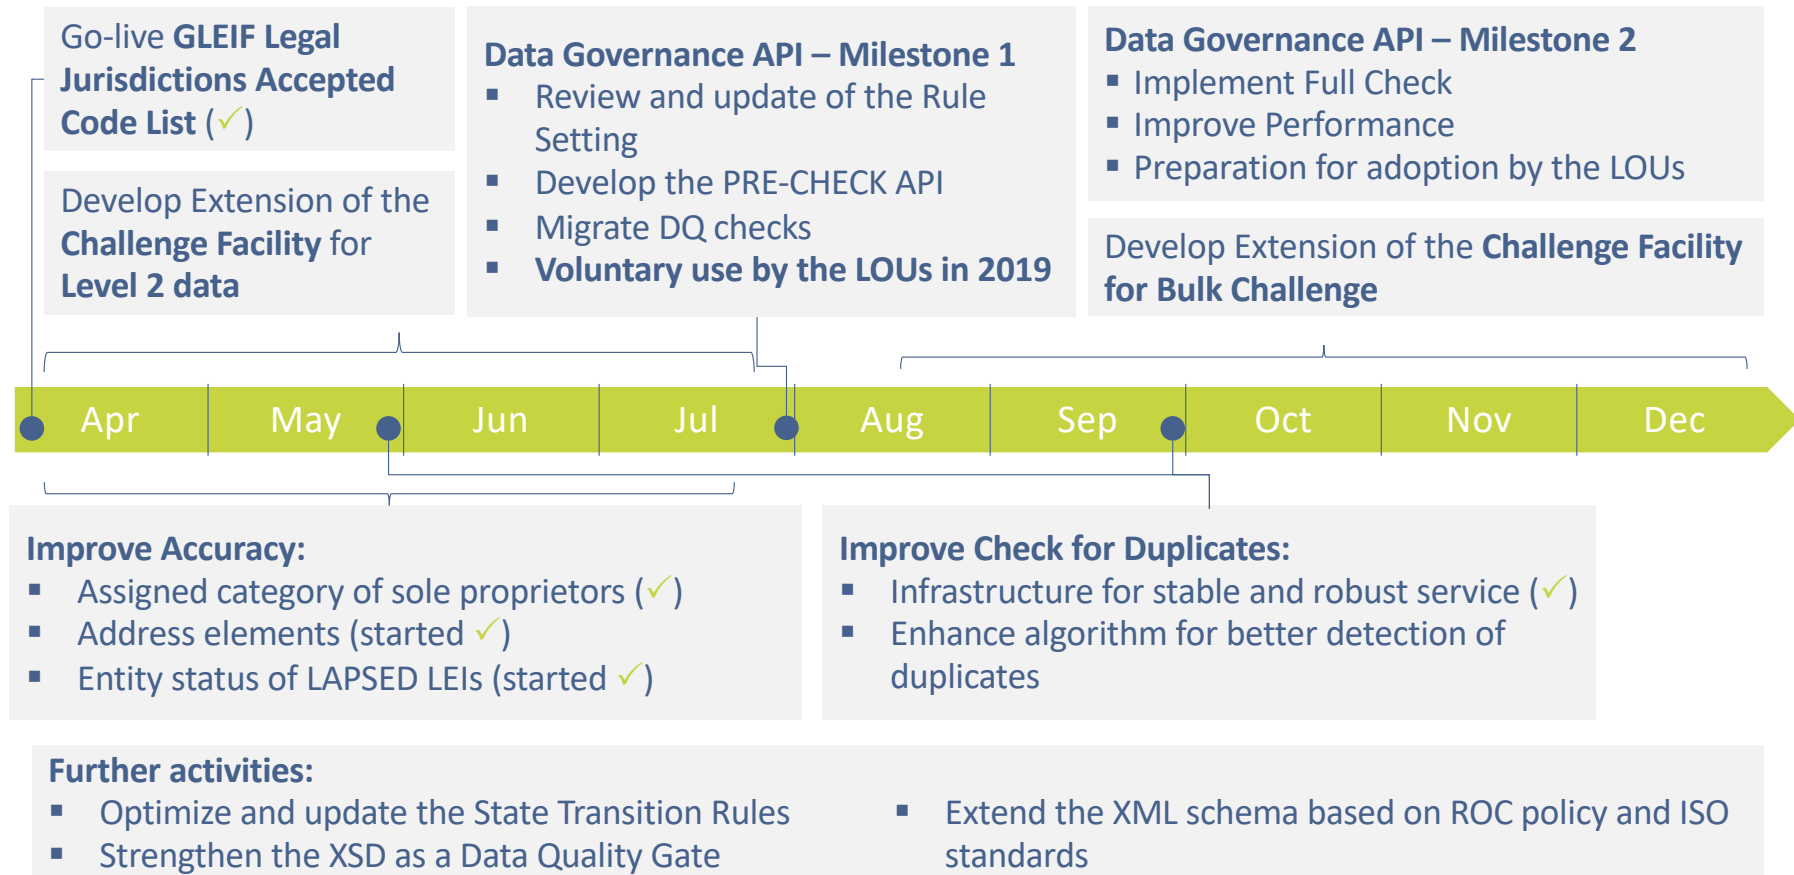 Go-live GLEIF Legal
Jurisdictions Accepted
Code List (✓)
Develop Extension of the
Challenge Facility for
Level 2 data
Data Governance API – Milestone 1
▪ Review and update of the Rule
Setting
▪ Develop the PRE-CHECK API
▪ Migrate DQ checks
▪ Voluntary use by the LOUs in 2019
Data Governance API – Milestone 2
▪ Implement Full Check
▪ Improve Performance
▪ Preparation for adoption by the LOUs
Develop Extension of the Challenge Facility
for Bulk Challenge
Apr May Jun Jul Aug Sep Oct Nov Dec
Improve Accuracy:
▪ Assigned category of sole proprietors (✓)
▪ Address elements (started ✓)
▪ Entity status of LAPSED LEIs (started ✓)
Improve Check for Duplicates:
▪ Infrastructure for stable and robust service (✓)
▪ Enhance algorithm for better detection of
duplicates
Further activities:
▪ Optimize and update the State Transition Rules
▪ Strengthen the XSD as a Data Quality Gate
▪ Extend the XML schema based on ROC policy and ISO
standards